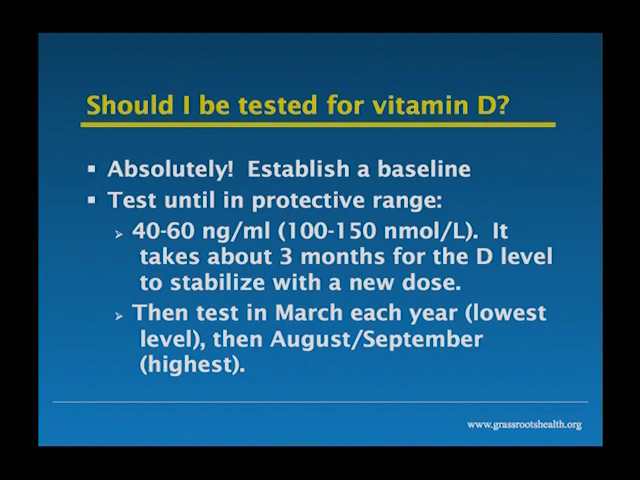 Should I be tested for vitamin D?
▪ Absolutely!  Establish a baseline
▪ Test until in protective range:
➢ 40-60 ng/ml (100-150 nmol/L).  It
takes about 3 months for the D level
to stabilize with a new dose.
➢ Then test in March each year (lowest
level), then August/September
(highest).
www.grassrootshealth.org